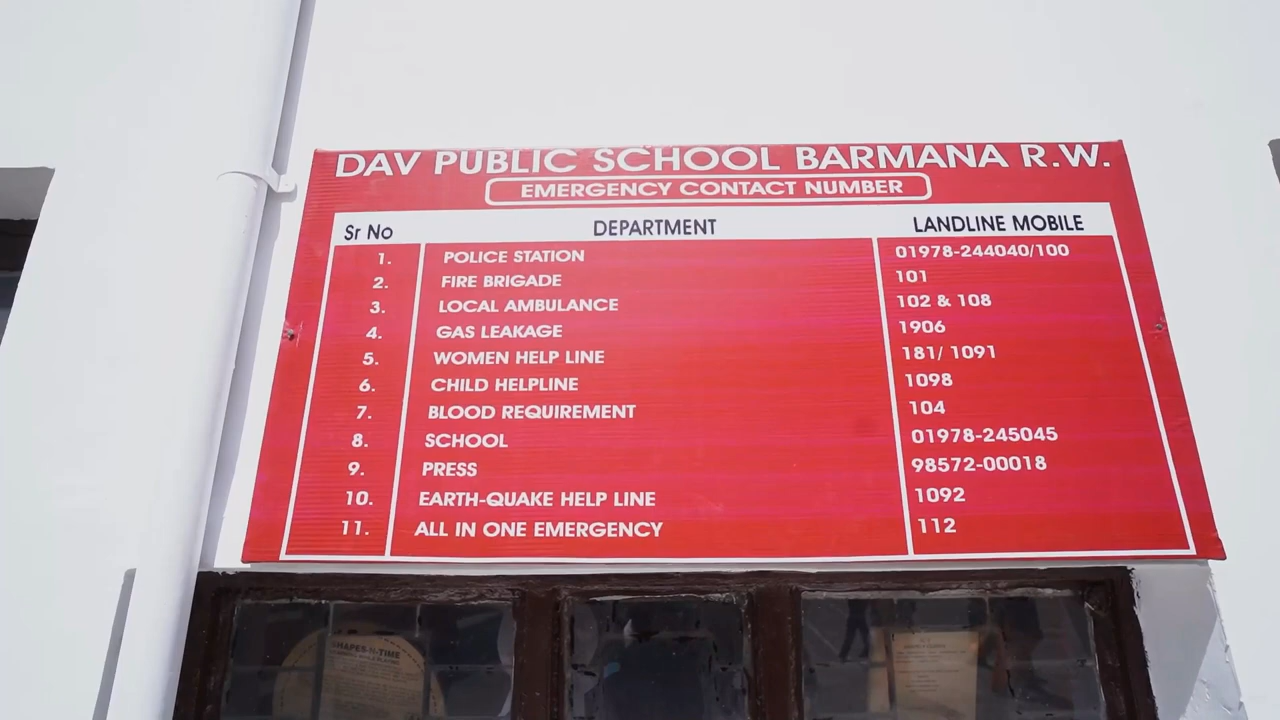 DAV PUBLIC SCHOOL BARMANA R.W.
EMERGENCY CONTACT NUMBER
Sr No DEPARTMENT LANDLINE MOBILE
1. POLICE STATION 01978-244040/100
2. FIRE BRIGADE 101
3. LOCAL AMBULANCE 102 & 108
4. GAS LEAKAGE 1906
5. WOMEN HELP LINE 181/ 1091
6. CHILD HELPLINE 1098
7. BLOOD REQUIREMENT 104
8. SCHOOL 01978-245045
9. PRESS 98572-00018
10. EARTH-QUAKE HELP LINE 1092
11. ALL IN ONE EMERGENCY 112
SHAPES-N-TIME